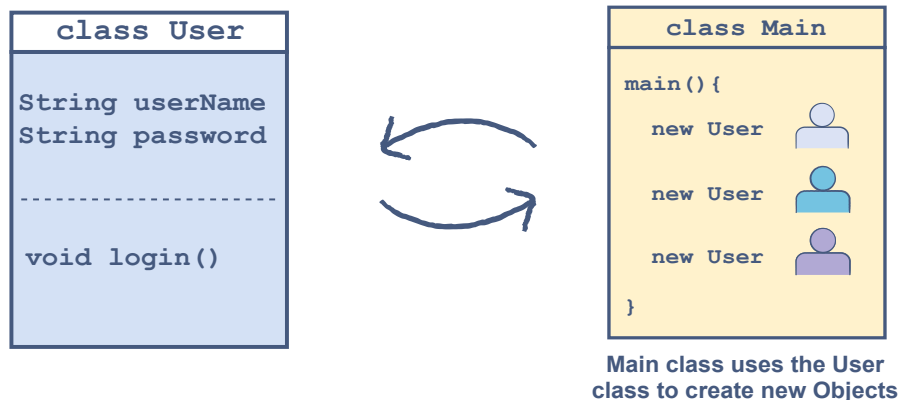 class User
String userName
String password
void login()
class Main
main(){
new User
new User
new User
}
Main class uses the User
class to create new Objects